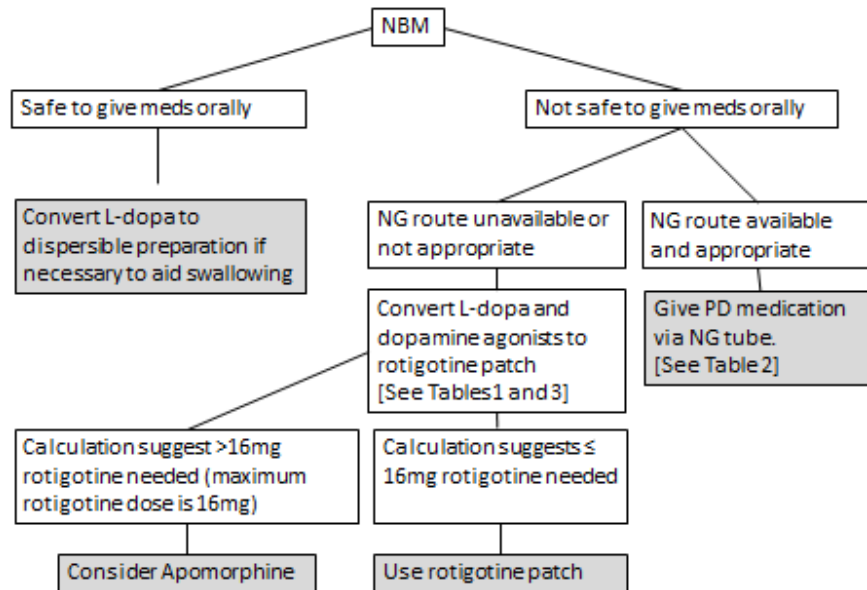 NBM
Safe to give meds orally
Not safe to give meds orally
Convert L-dopa to
dispersible preparation if
necessary to aid swallowing
NG route unavailable or
not appropriate
NG route available
and appropriate
Convert L-dopa and
dopamine agonists to
rotigotine patch
[See Tables1 and 3]
Give PD medication
via NG tube.
[See Table 2]
Calculation suggest >16mg
rotigotine needed (maximum
rotigotine dose is 16mg)
Calculation suggests ≤
16mg rotigotine needed
Consider Apomorphine
Use rotigotine patch